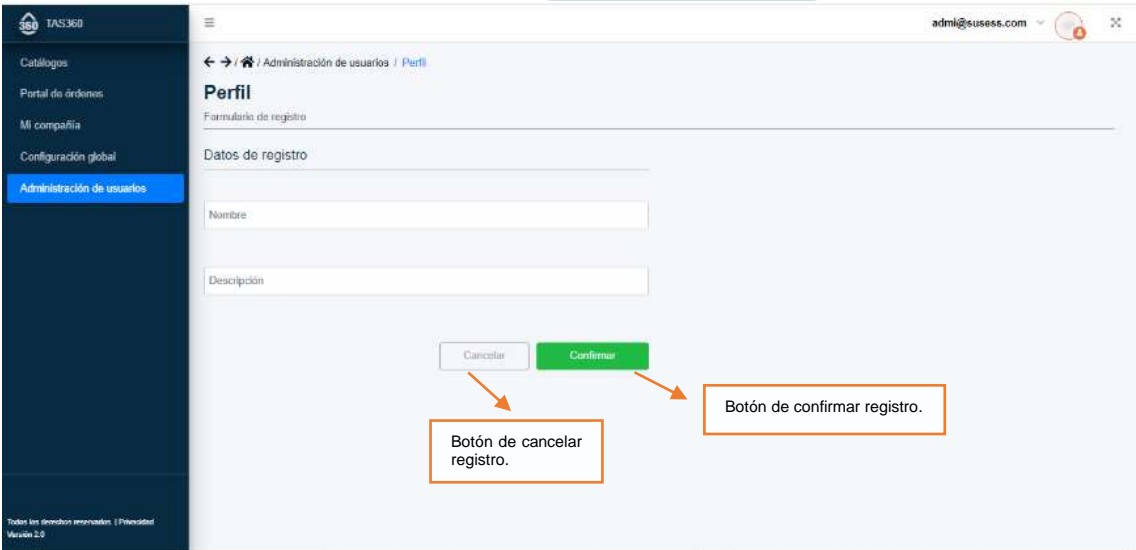 360 TAS360
admi@susess.com
Catálogos
Portal de órdenes
Mi compañía
Configuración global
Administración de usuarios
/ / Administración de usuarios / Perfil
Perfil
Formulario de registro
Datos de registro
Nombre
Descripción
Cancelar
Confirmar
Botón de confirmar registro.
Botón de cancelar
registro.
Todos los derechos reservados. | Privacidad
Versión 2.0